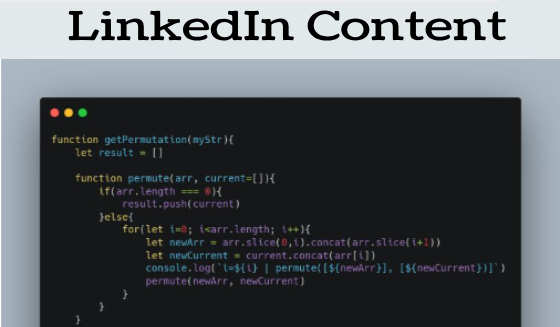 LinkedIn Content
function getPermutation(myStr){
let result = []
function permute(arr, current=[]){
if(arr.length === 0){
result.push(current)
}else{
for(let i=0; i<arr.length; i++){
let newArr = arr.slice(0,i).concat(arr.slice(i+1))
let newCurrent = current.concat(arr[i])
console.log(`i=${i} | permute([${newArr}], [${newCurrent})]`)
permute(newArr, newCurrent)
}
}
}